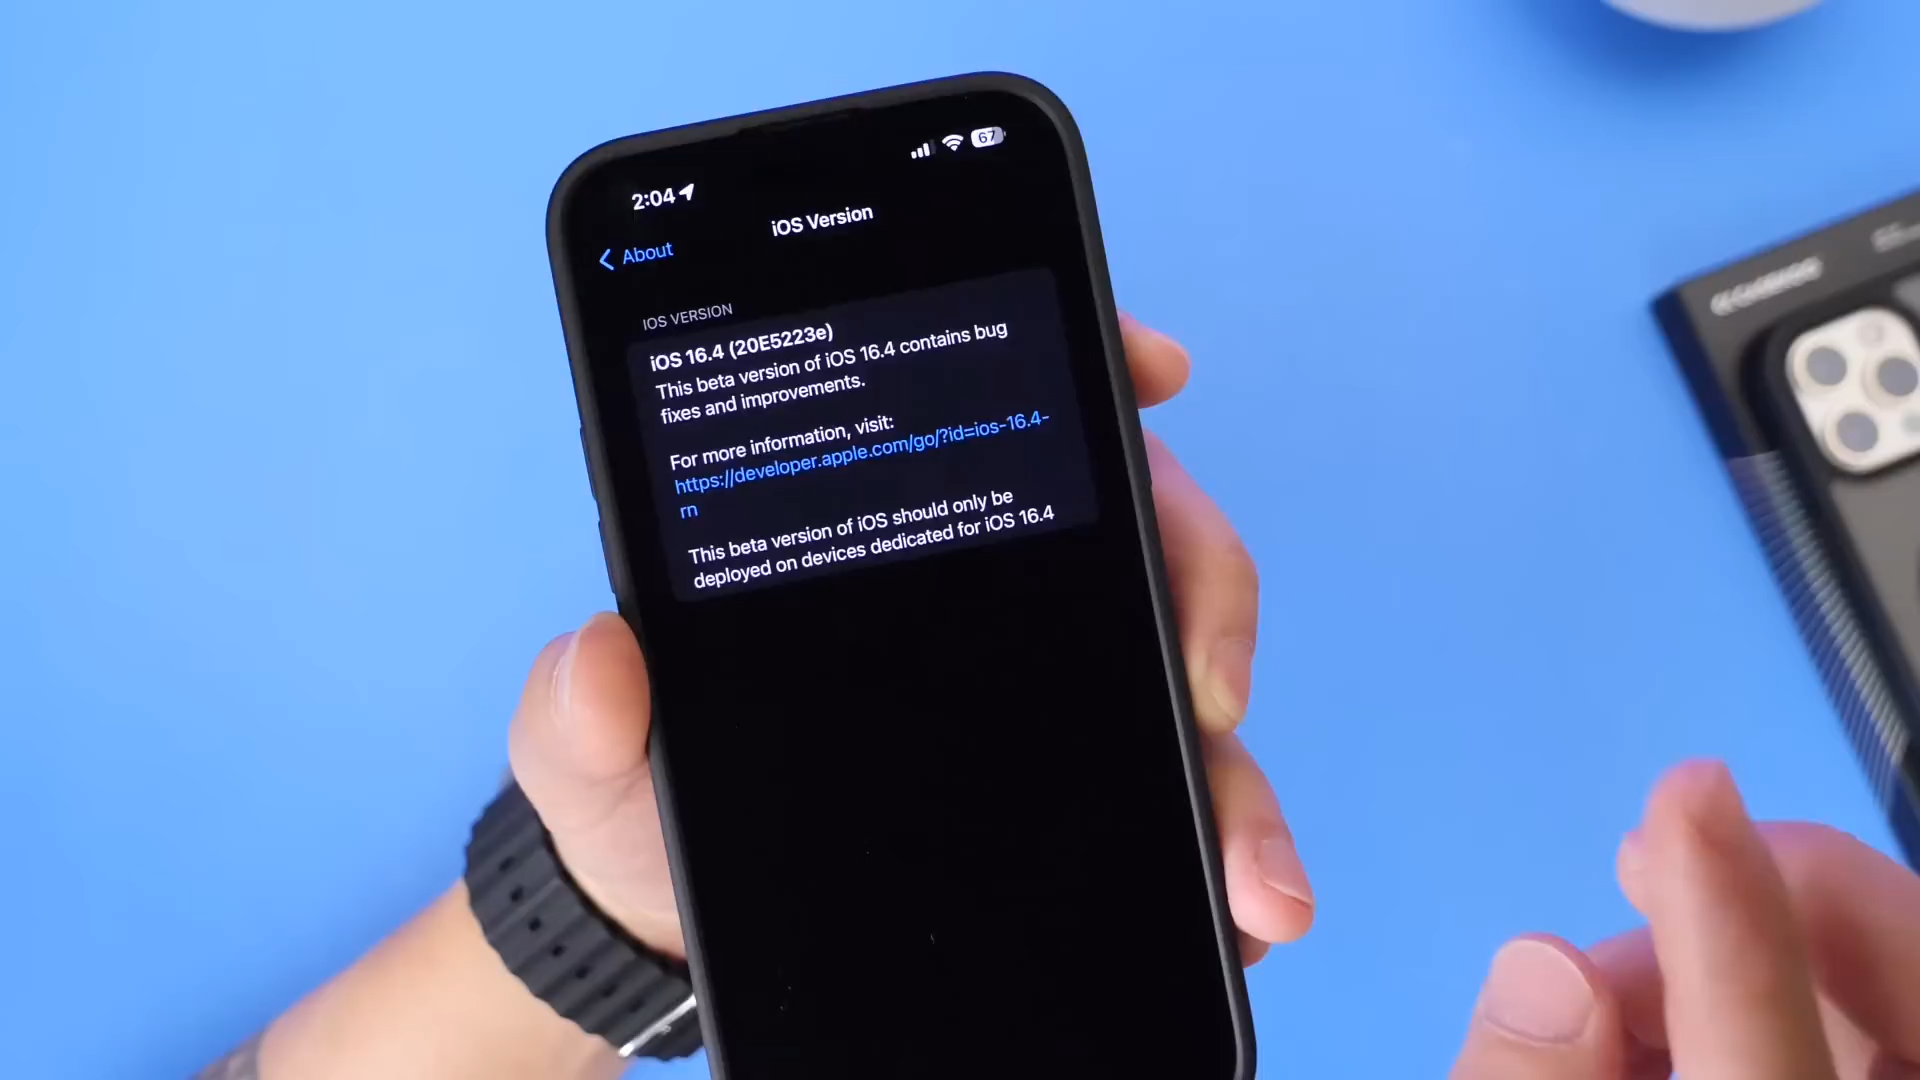 2:04
67
iOS Version
About
IOS VERSION
iOS 16.4 (20E5223e)
This beta version of iOS 16.4 contains bug
fixes and improvements.
For more information, visit:
https://developer.apple.com/go/?id=ios-16.4-
rn
This beta version of iOS should only be
deployed on devices dedicated for iOS 16.4